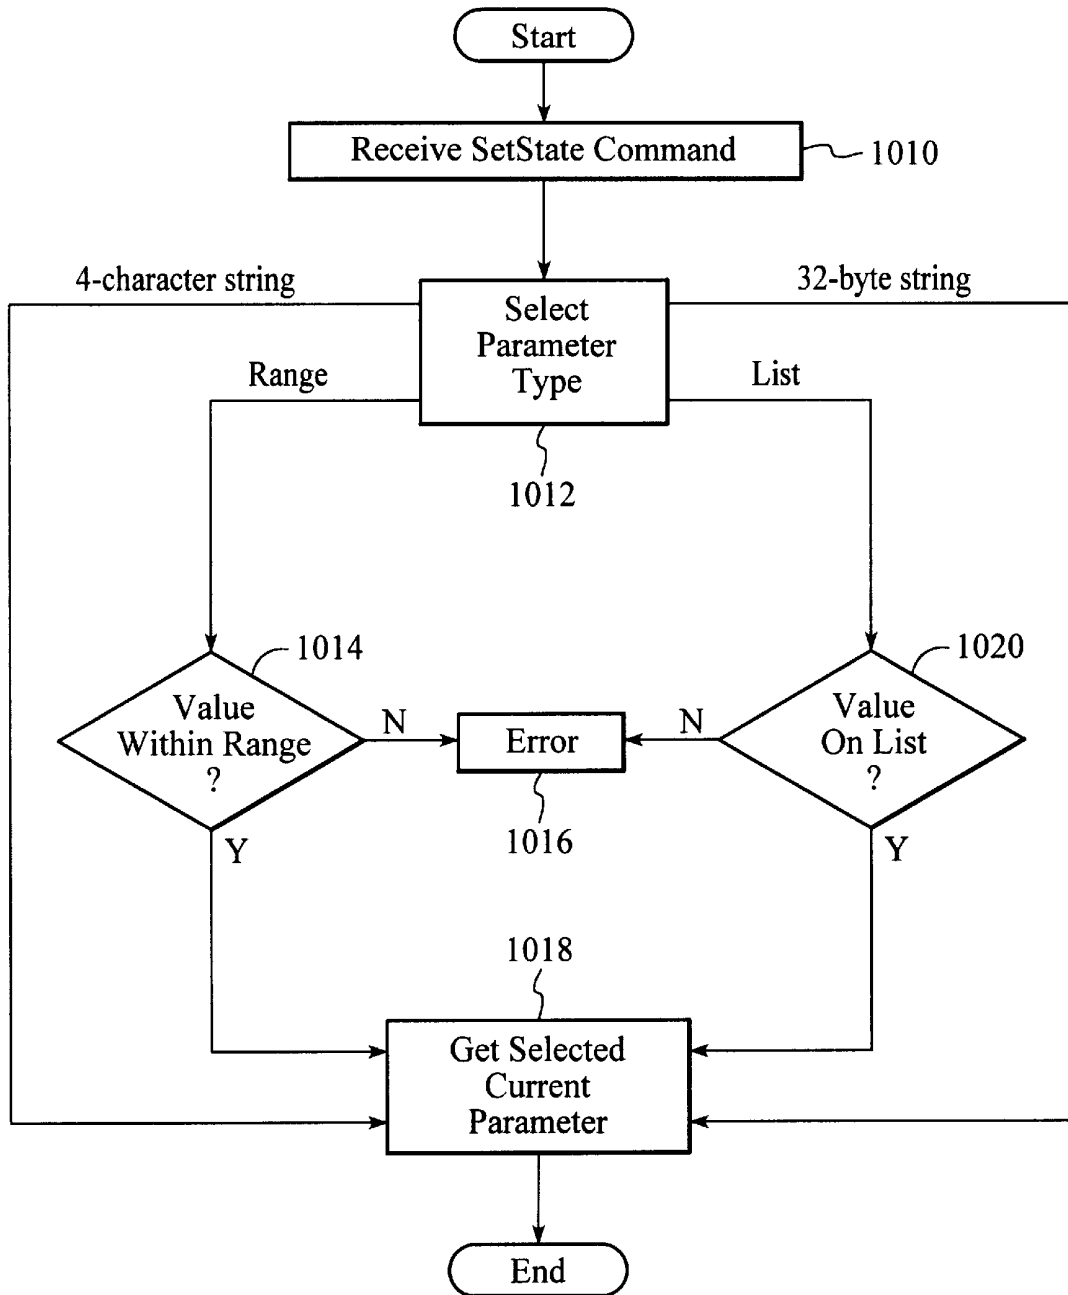 Start
Receive SetState Command
1010
4-character string
32-byte string
Select
Parameter
Type
Range
List
1012
1014
1020
Value
Within Range
?
N
Error
N
Value
On List
?
1016
Y
Y
1018
Get Selected
Current
Parameter
End